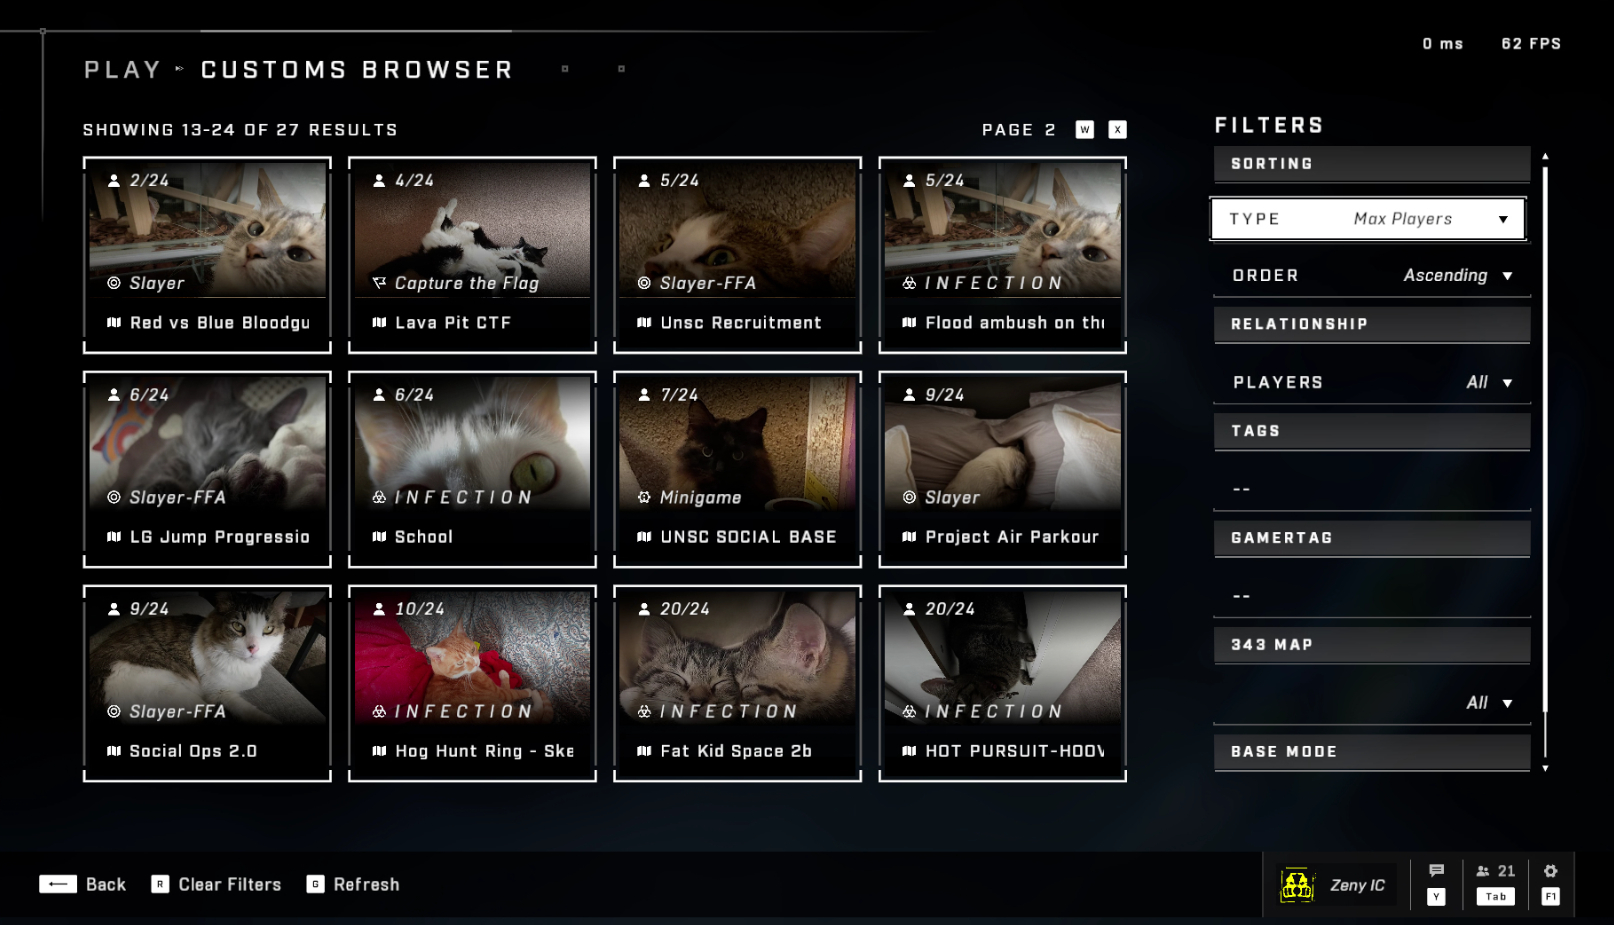 0 ms 62 FPS
PLAY CUSTOMS BROWSER
SHOWING 13-24 OF 27 RESULTS
PAGE 2 W X
2/24
Slayer
Red vs Blue Bloodgu
4/24
Capture the Flag
Lava Pit CTF
5/24
Slayer-FFA
Unsc Recruitment
5/24
INFECTION
Flood ambush on the
6/24
Slayer-FFA
LG Jump Progressio
6/24
INFECTION
School
7/24
Minigame
UNSC SOCIAL BASE
9/24
Slayer
Project Air Parkour
9/24
Slayer-FFA
Social Ops 2.0
10/24
INFECTION
Hog Hunt Ring - Ske
20/24
INFECTION
Fat Kid Space 2b
20/24
INFECTION
HOT PURSUIT-HOOV
FILTERS
SORTING
TYPE Max Players
ORDER Ascending
RELATIONSHIP
PLAYERS All
TAGS
--
GAMERTAG
--
343 MAP
All
BASE MODE
Back R Clear Filters G Refresh
Zeny IC
Y
21
Tab
F1